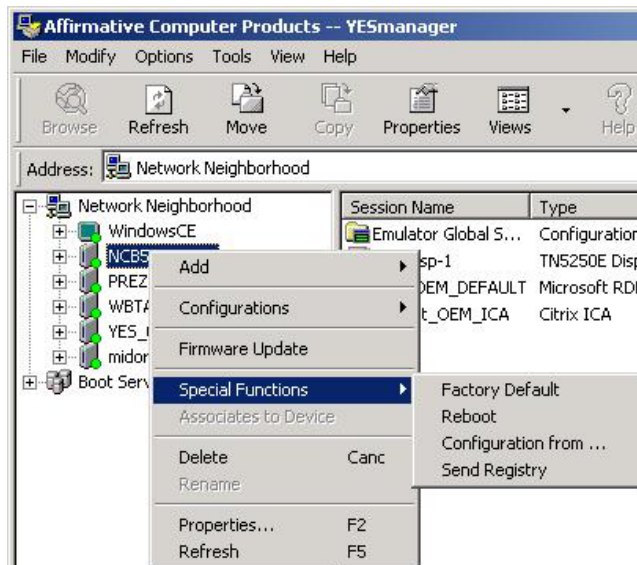 Affirmative Computer Products -- YESmanager
File Modify Options Tools View Help
Browse Refresh Move Copy Properties Views Help
Address: Network Neighborhood
Network Neighborhood
WindowsCE
NCB5
PREZ
WBTA
YES_
midor
Boot Serv
Session Name Type
Emulator Global S... Configuration
sp-1 TN5250E Disp
OEM_DEFAULT Microsoft RD
t_OEM_ICA Citrix ICA
Add
Configurations
Firmware Update
Special Functions
Associates to Device
Delete Canc
Rename
Properties... F2
Refresh F5
Factory Default
Reboot
Configuration from ...
Send Registry